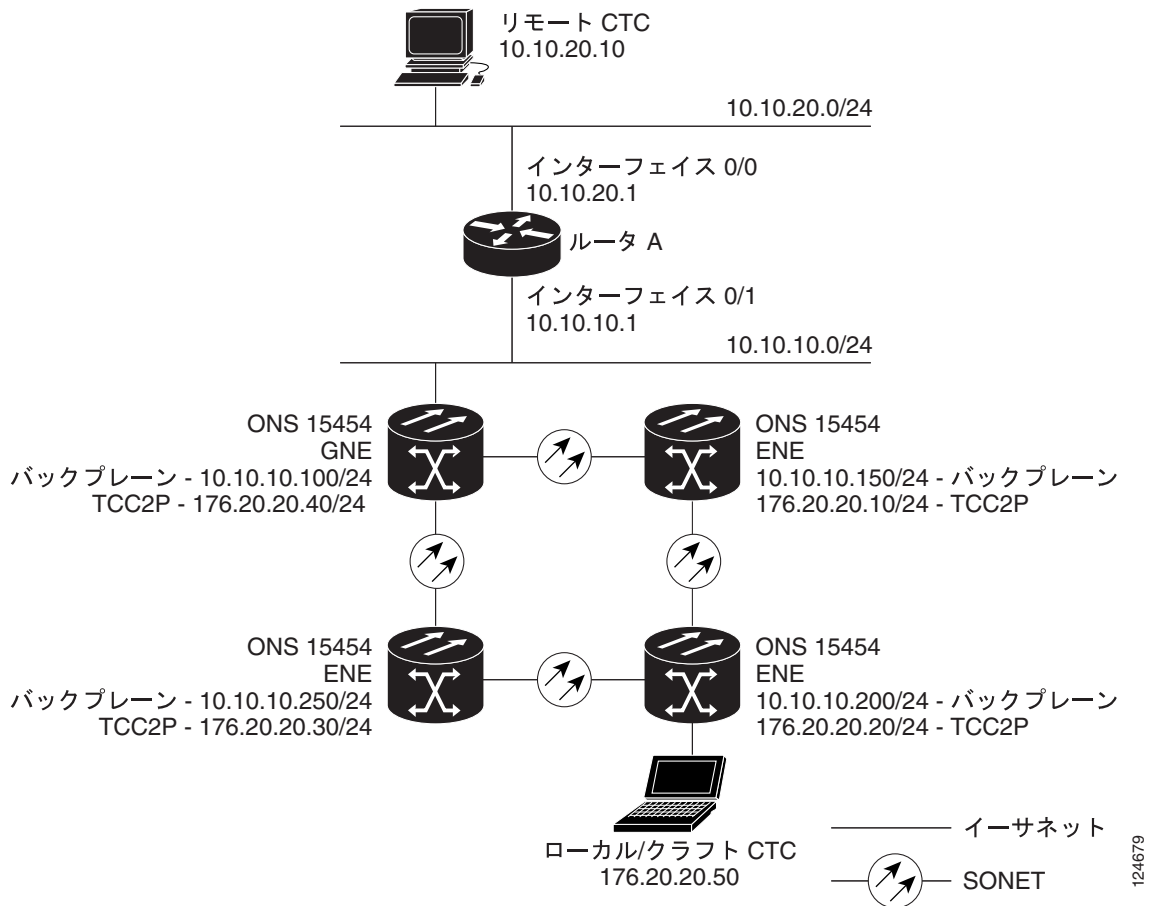 リモート CTC
10.10.20.10
10.10.20.0/24
インターフェイス 0/0
10.10.20.1
ルータ A
インターフェイス 0/1
10.10.10.1
10.10.10.0/24
ONS 15454
GNE
バックプレーン - 10.10.10.100/24
TCC2P - 176.20.20.40/24
ONS 15454
ENE
10.10.10.150/24 - バックプレーン
176.20.20.10/24 - TCC2P
ONS 15454
ENE
バックプレーン - 10.10.10.250/24
TCC2P - 176.20.20.30/24
ONS 15454
ENE
10.10.10.200/24 - バックプレーン
176.20.20.20/24 - TCC2P
ローカル/クラフト CTC
176.20.20.50
イーサネット
SONET
124679